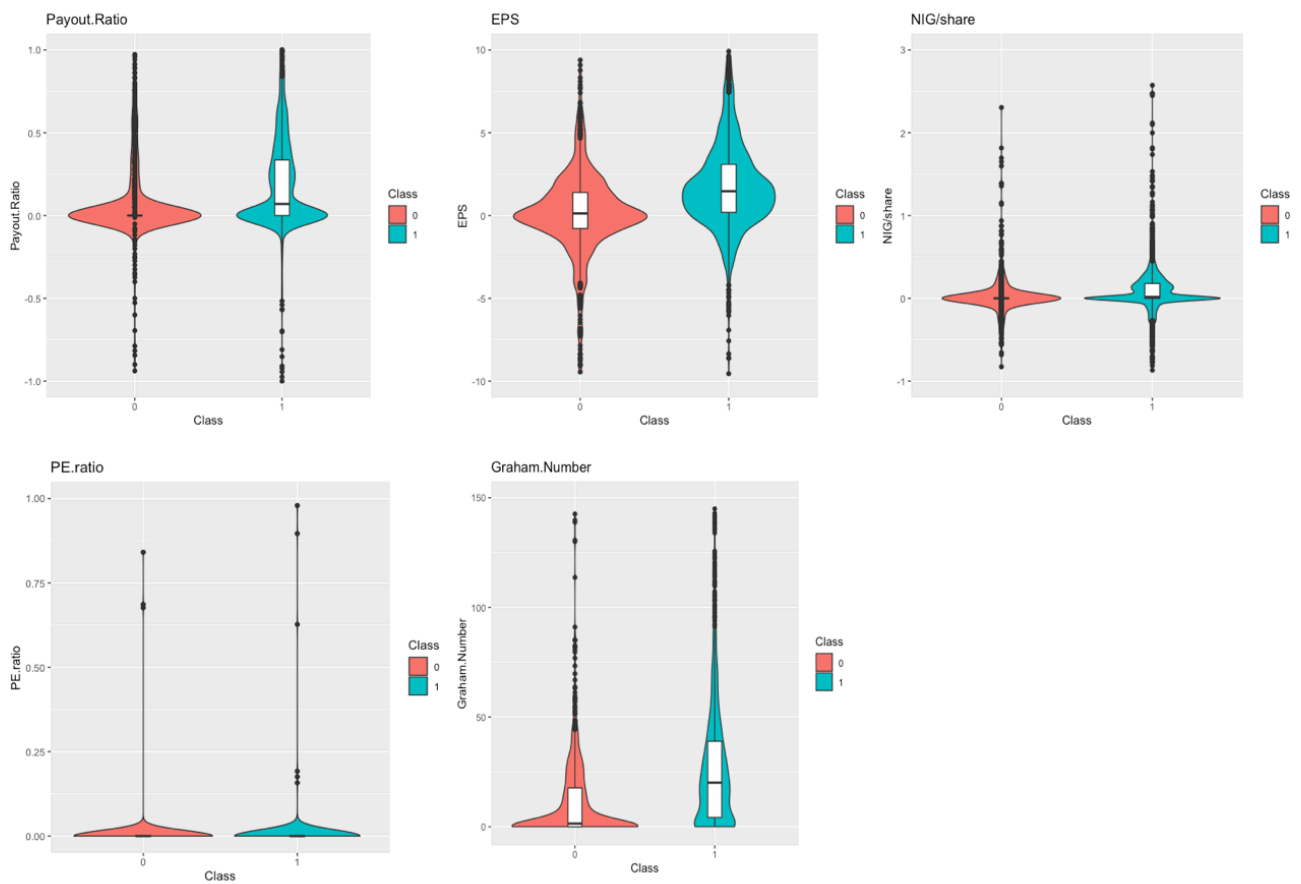 Payout.Ratio
1.0
0.5
0.0
-0.5
-1.0
Payout.Ratio
0
1
Class
Class
0
1
EPS
10
5
0
-5
-10
EPS
0
1
Class
Class
0
1
NIG/share
3
2
1
0
-1
NIG/share
0
1
Class
Class
0
1
PE.ratio
1.00
0.75
0.50
0.25
0.00
PE.ratio
0
1
Class
Class
0
1
Graham.Number
150
100
50
0
Graham.Number
0
1
Class
Class
0
1